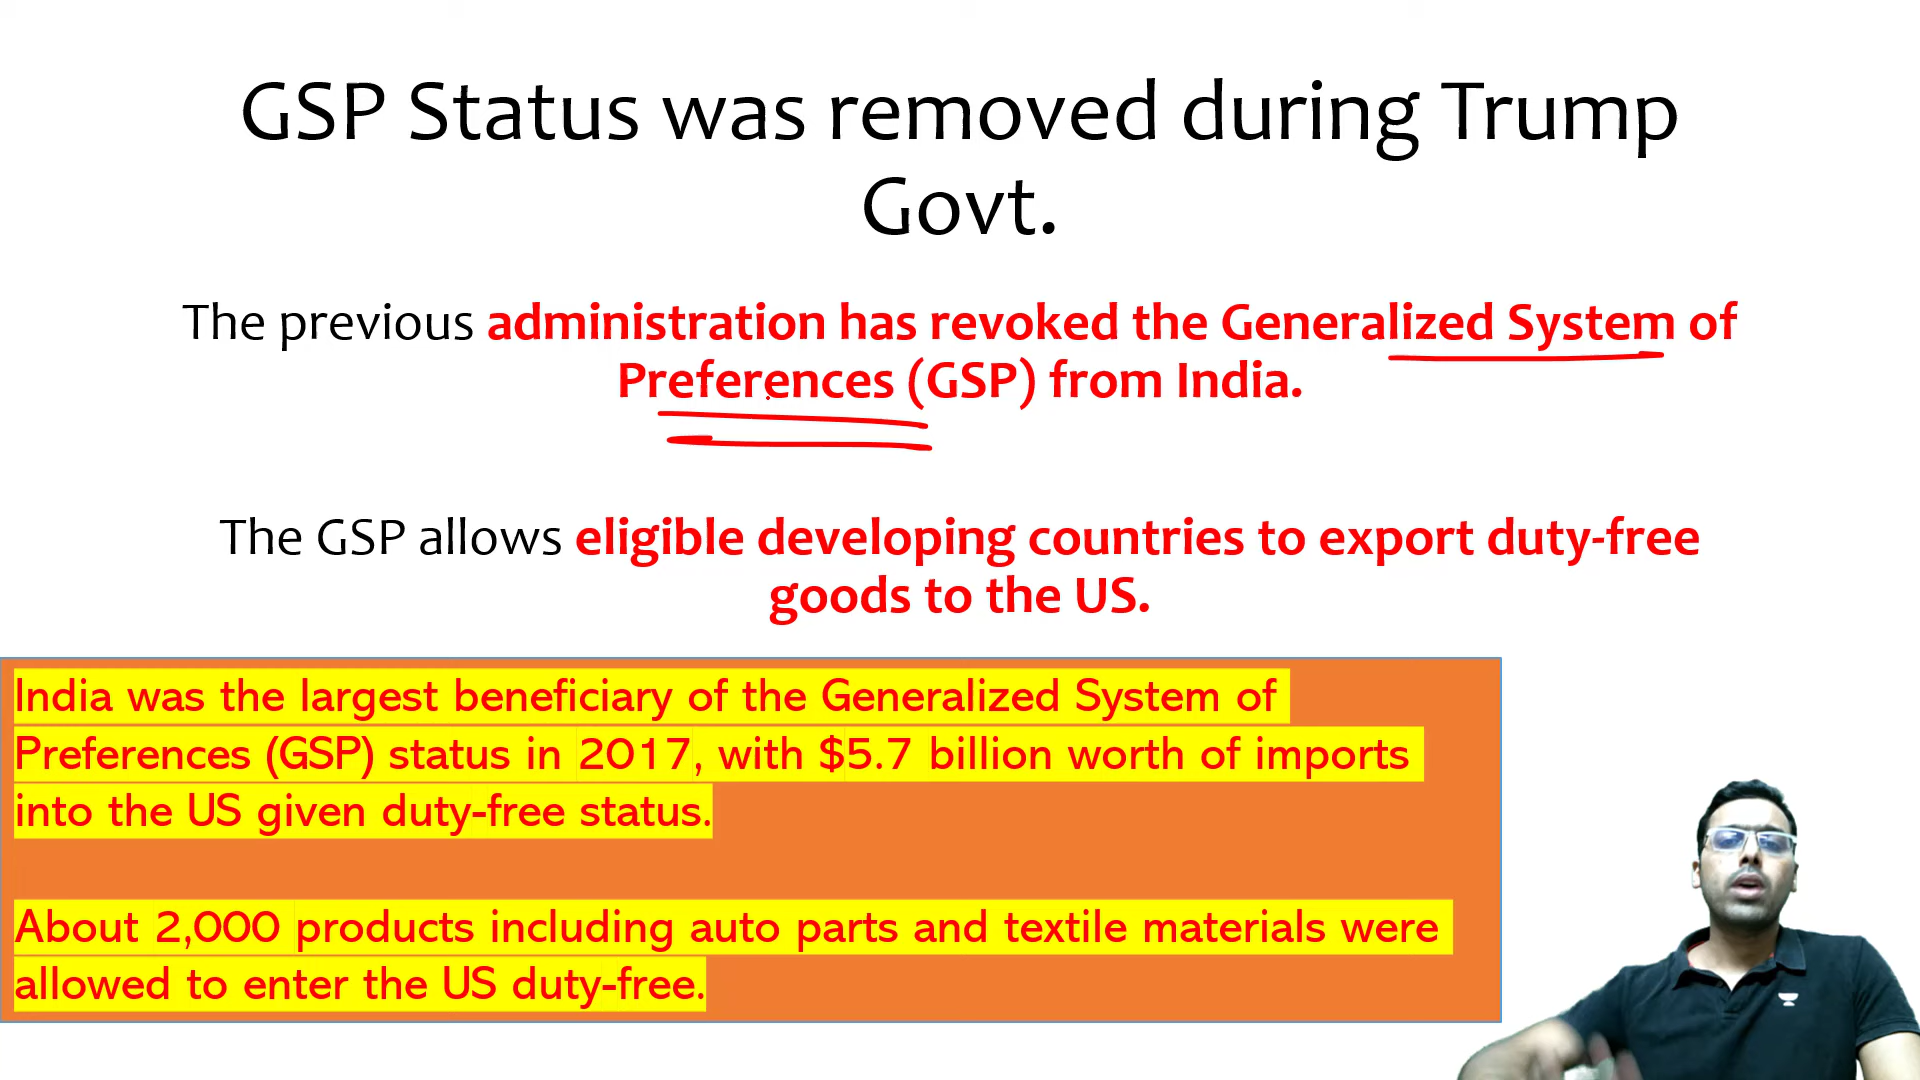 GSP Status was removed during Trump
Govt.
The previous administration has revoked the Generalized System of
Preferences (GSP) from India.
The GSP allows eligible developing countries to export duty-free
goods to the US.
India was the largest beneficiary of the Generalized System of
Preferences (GSP) status in 2017, with $5.7 billion worth of imports
into the US given duty-free status.
About 2,000 products including auto parts and textile materials were
allowed to enter the US duty-free.